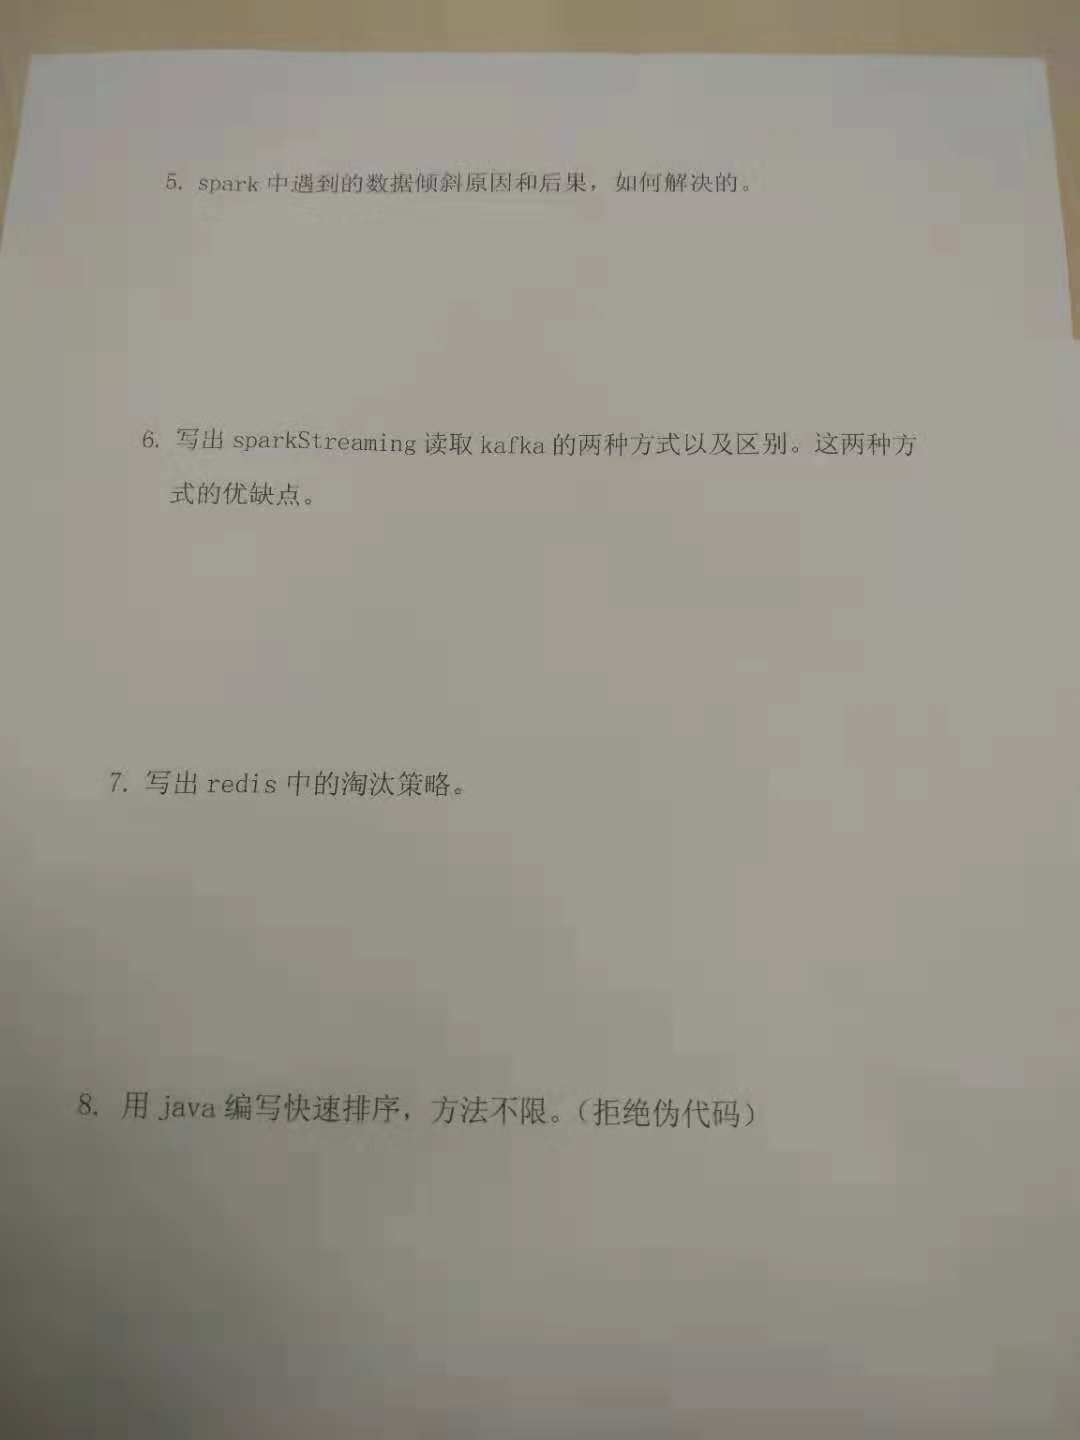 5. spark 中遇到的数据倾斜原因和后果，如何解决的。
6. 写出 sparkStreaming 读取 kafka 的两种方式以及区别。这两种方
式的优缺点。
7. 写出 redis 中的淘汰策略。
8. 用 java 编写快速排序，方法不限。（拒绝伪代码）